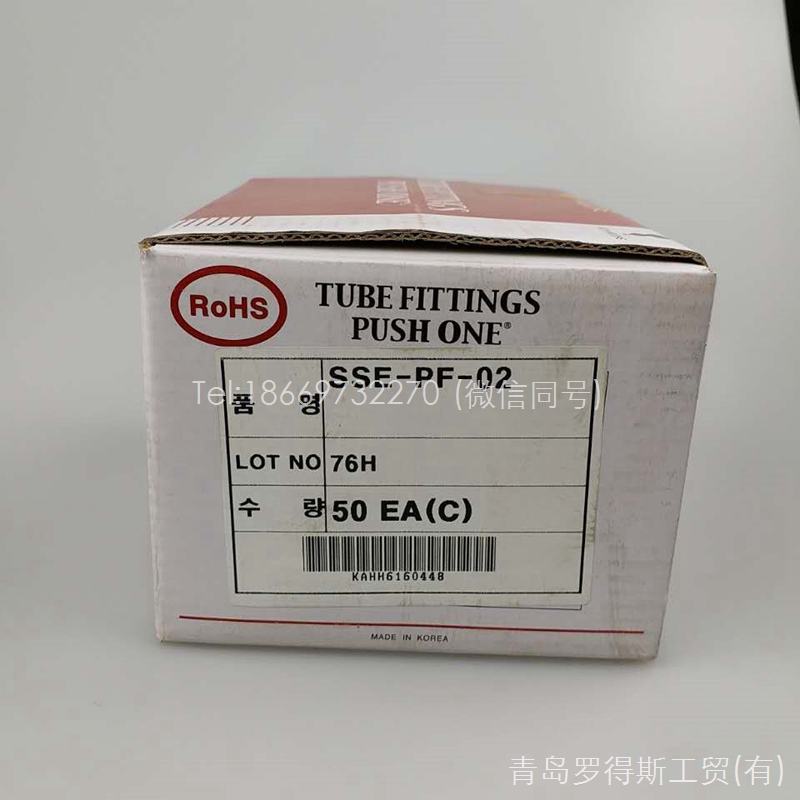 RoHS
TUBE FITTINGS
PUSH ONE®
SSE-PF-02
Tel:18669732270 (微信同号)
품 명
LOT NO 76H
수 량 50 EA(C)
KAHH6160448
MADE IN KOREA
青岛罗得斯工贸(有)